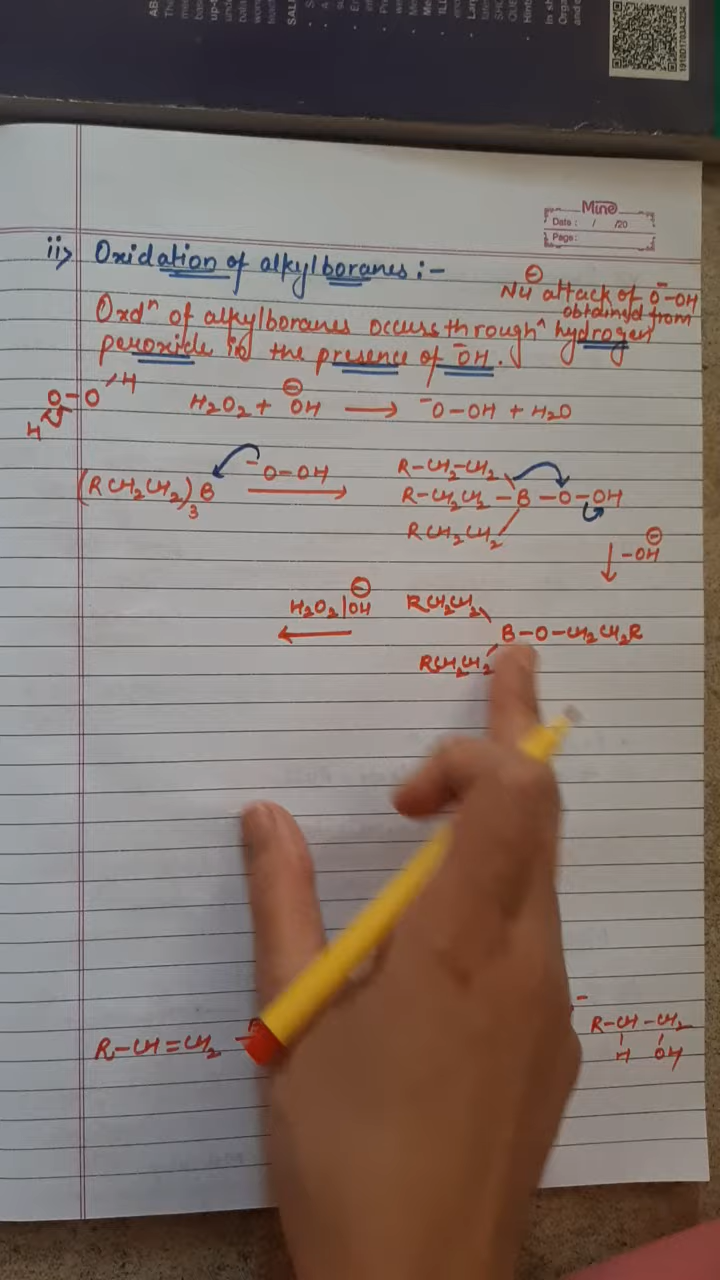 Mine
Date : / /20
Page:
ii> Oxidation of alkylboranes :-
⊖
Nu attack of ⁻O-OH
obtained from
Oxdⁿ of alkylboranes occurs through ^ hydrogen
peroxide in the presence of ⁻OH.
O-O H
H
H₂O₂ + ⊖OH → ⁻O-OH + H₂O
(RCH₂CH₂)₃B ⁻O-OH →
R-CH₂-CH₂
R-CH₂CH₂ - B - O - OH
RCH₂CH₂
↓ -OH⊖
RCH₂CH₂
B-O-CH₂CH₂R
RCH₂CH₂
← H₂O₂|⊖OH
R-CH=CH₂
R-CH-CH₂
H OH
19180170AA3254